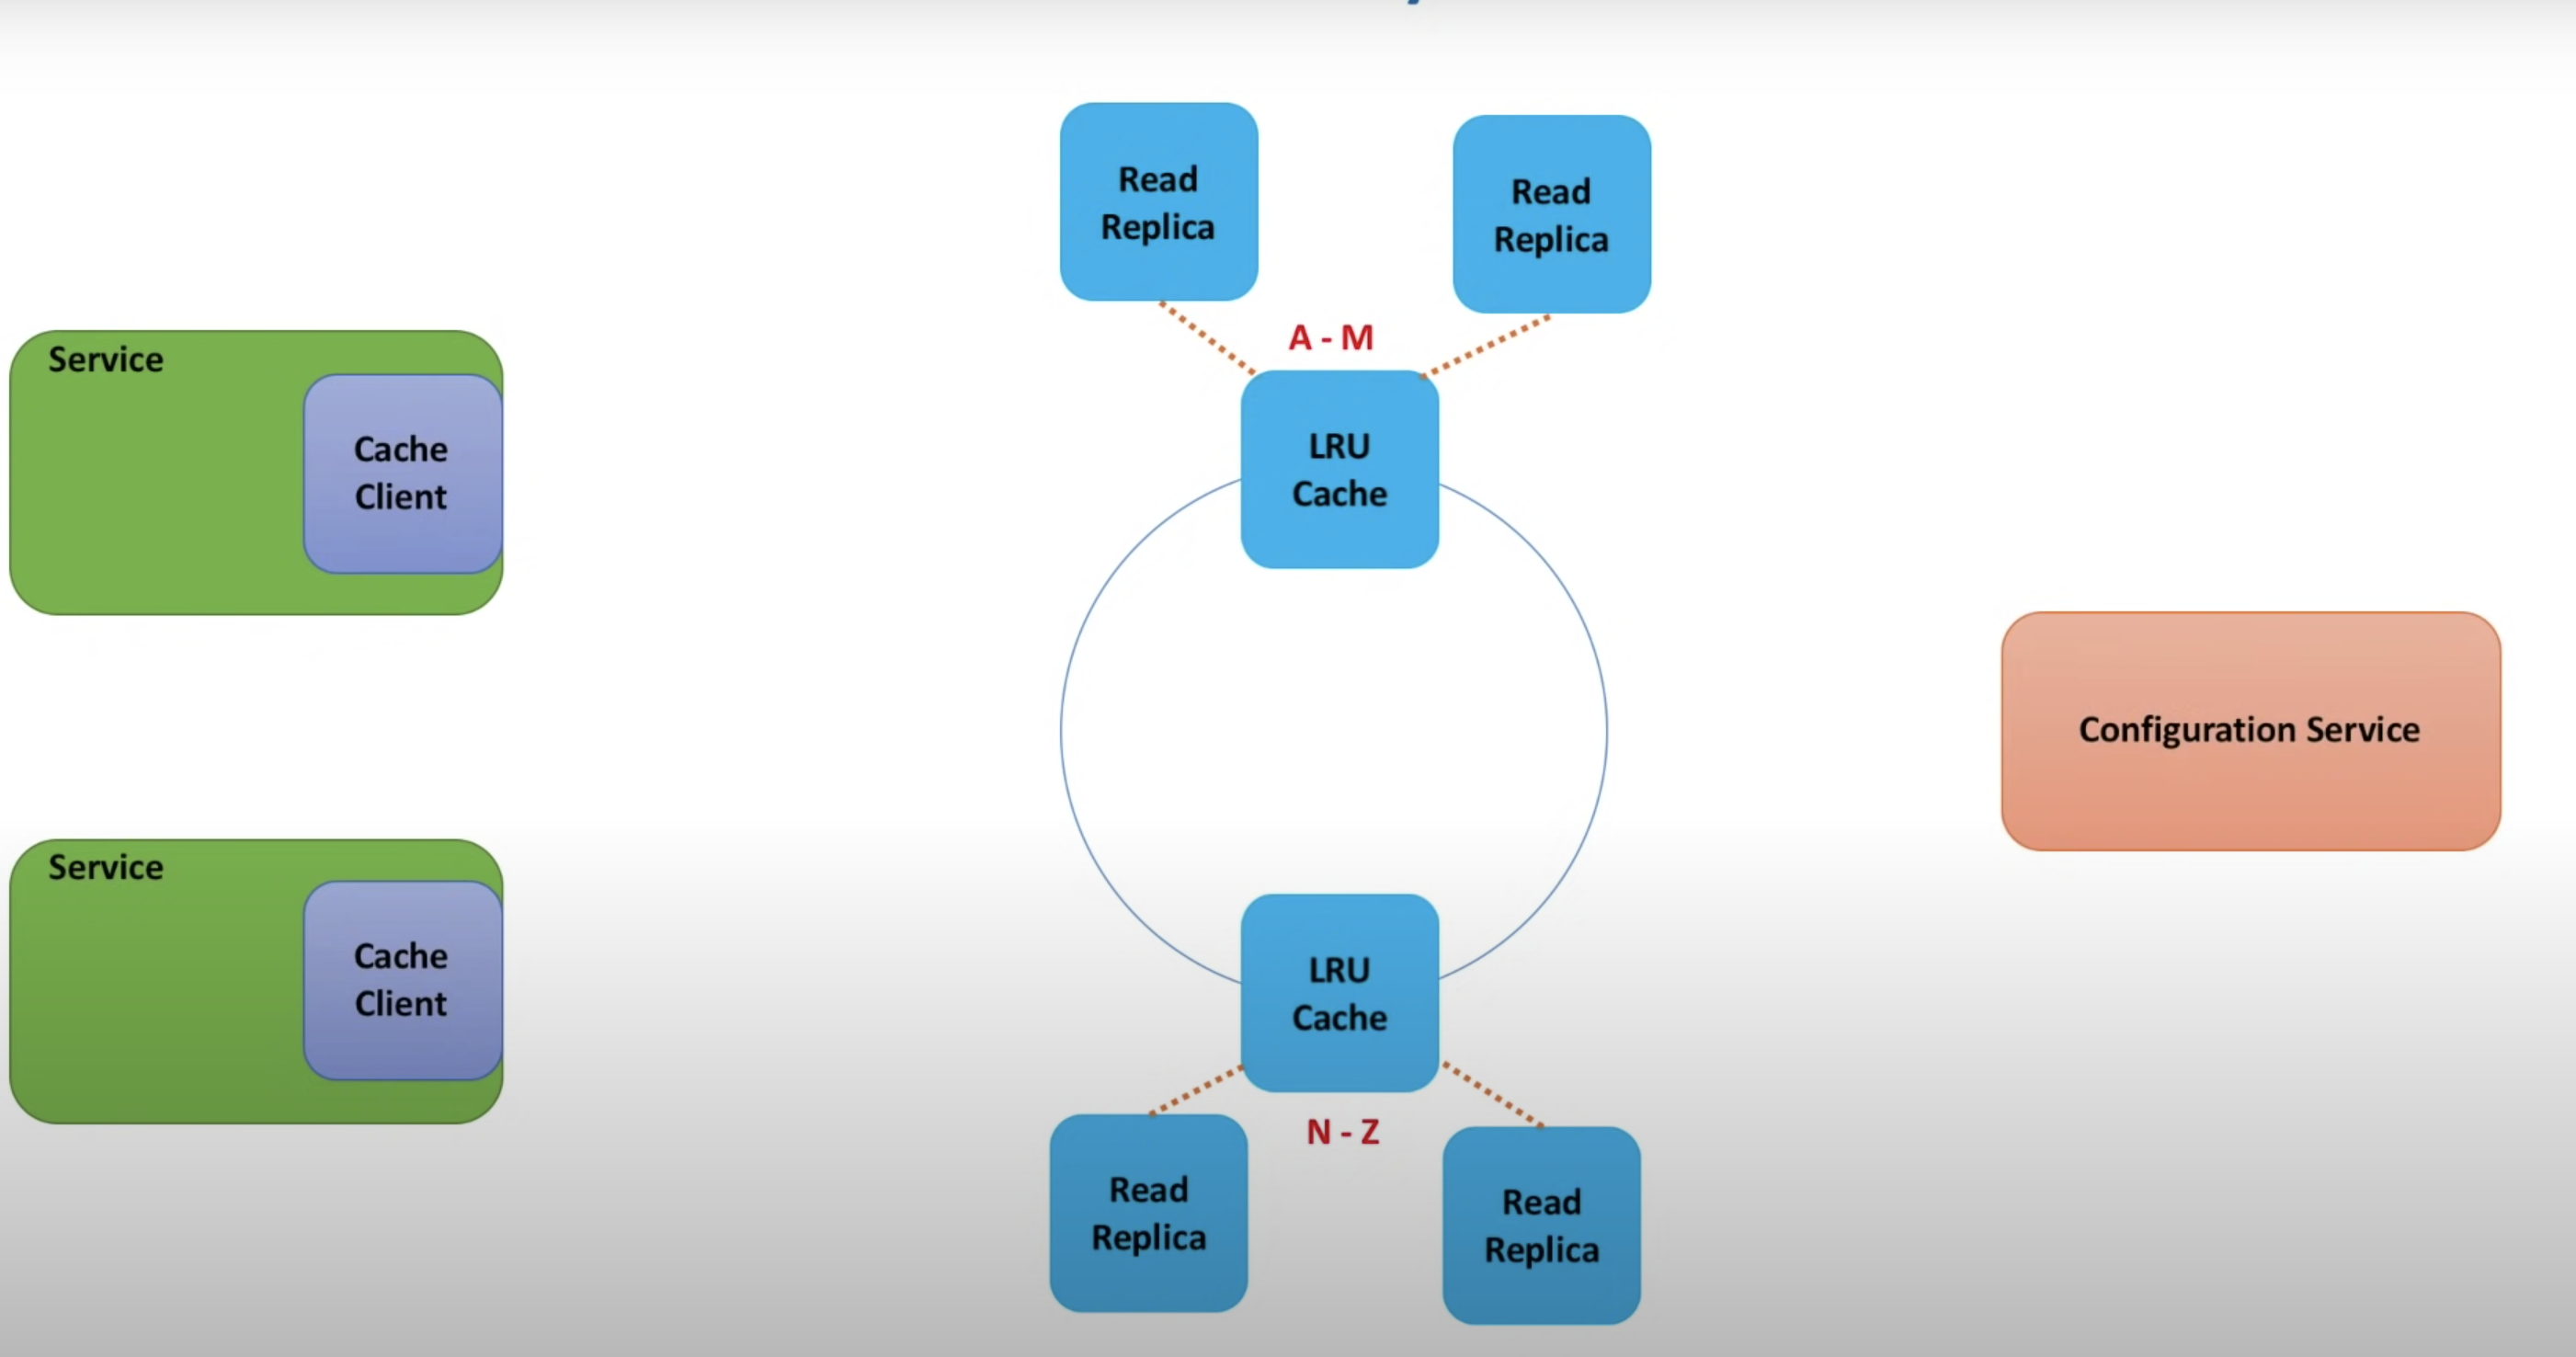 Read
Replica
Read
Replica
A - M
Service
Cache
Client
LRU
Cache
Configuration Service
Service
Cache
Client
LRU
Cache
N - Z
Read
Replica
Read
Replica